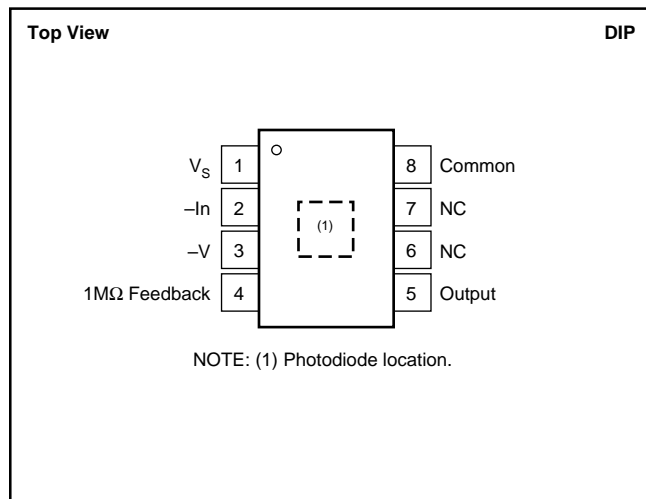 Top View DIP
V_S 1 8 Common
–In 2 (1) 7 NC
–V 3 6 NC
1MΩ Feedback 4 5 Output
NOTE: (1) Photodiode location.